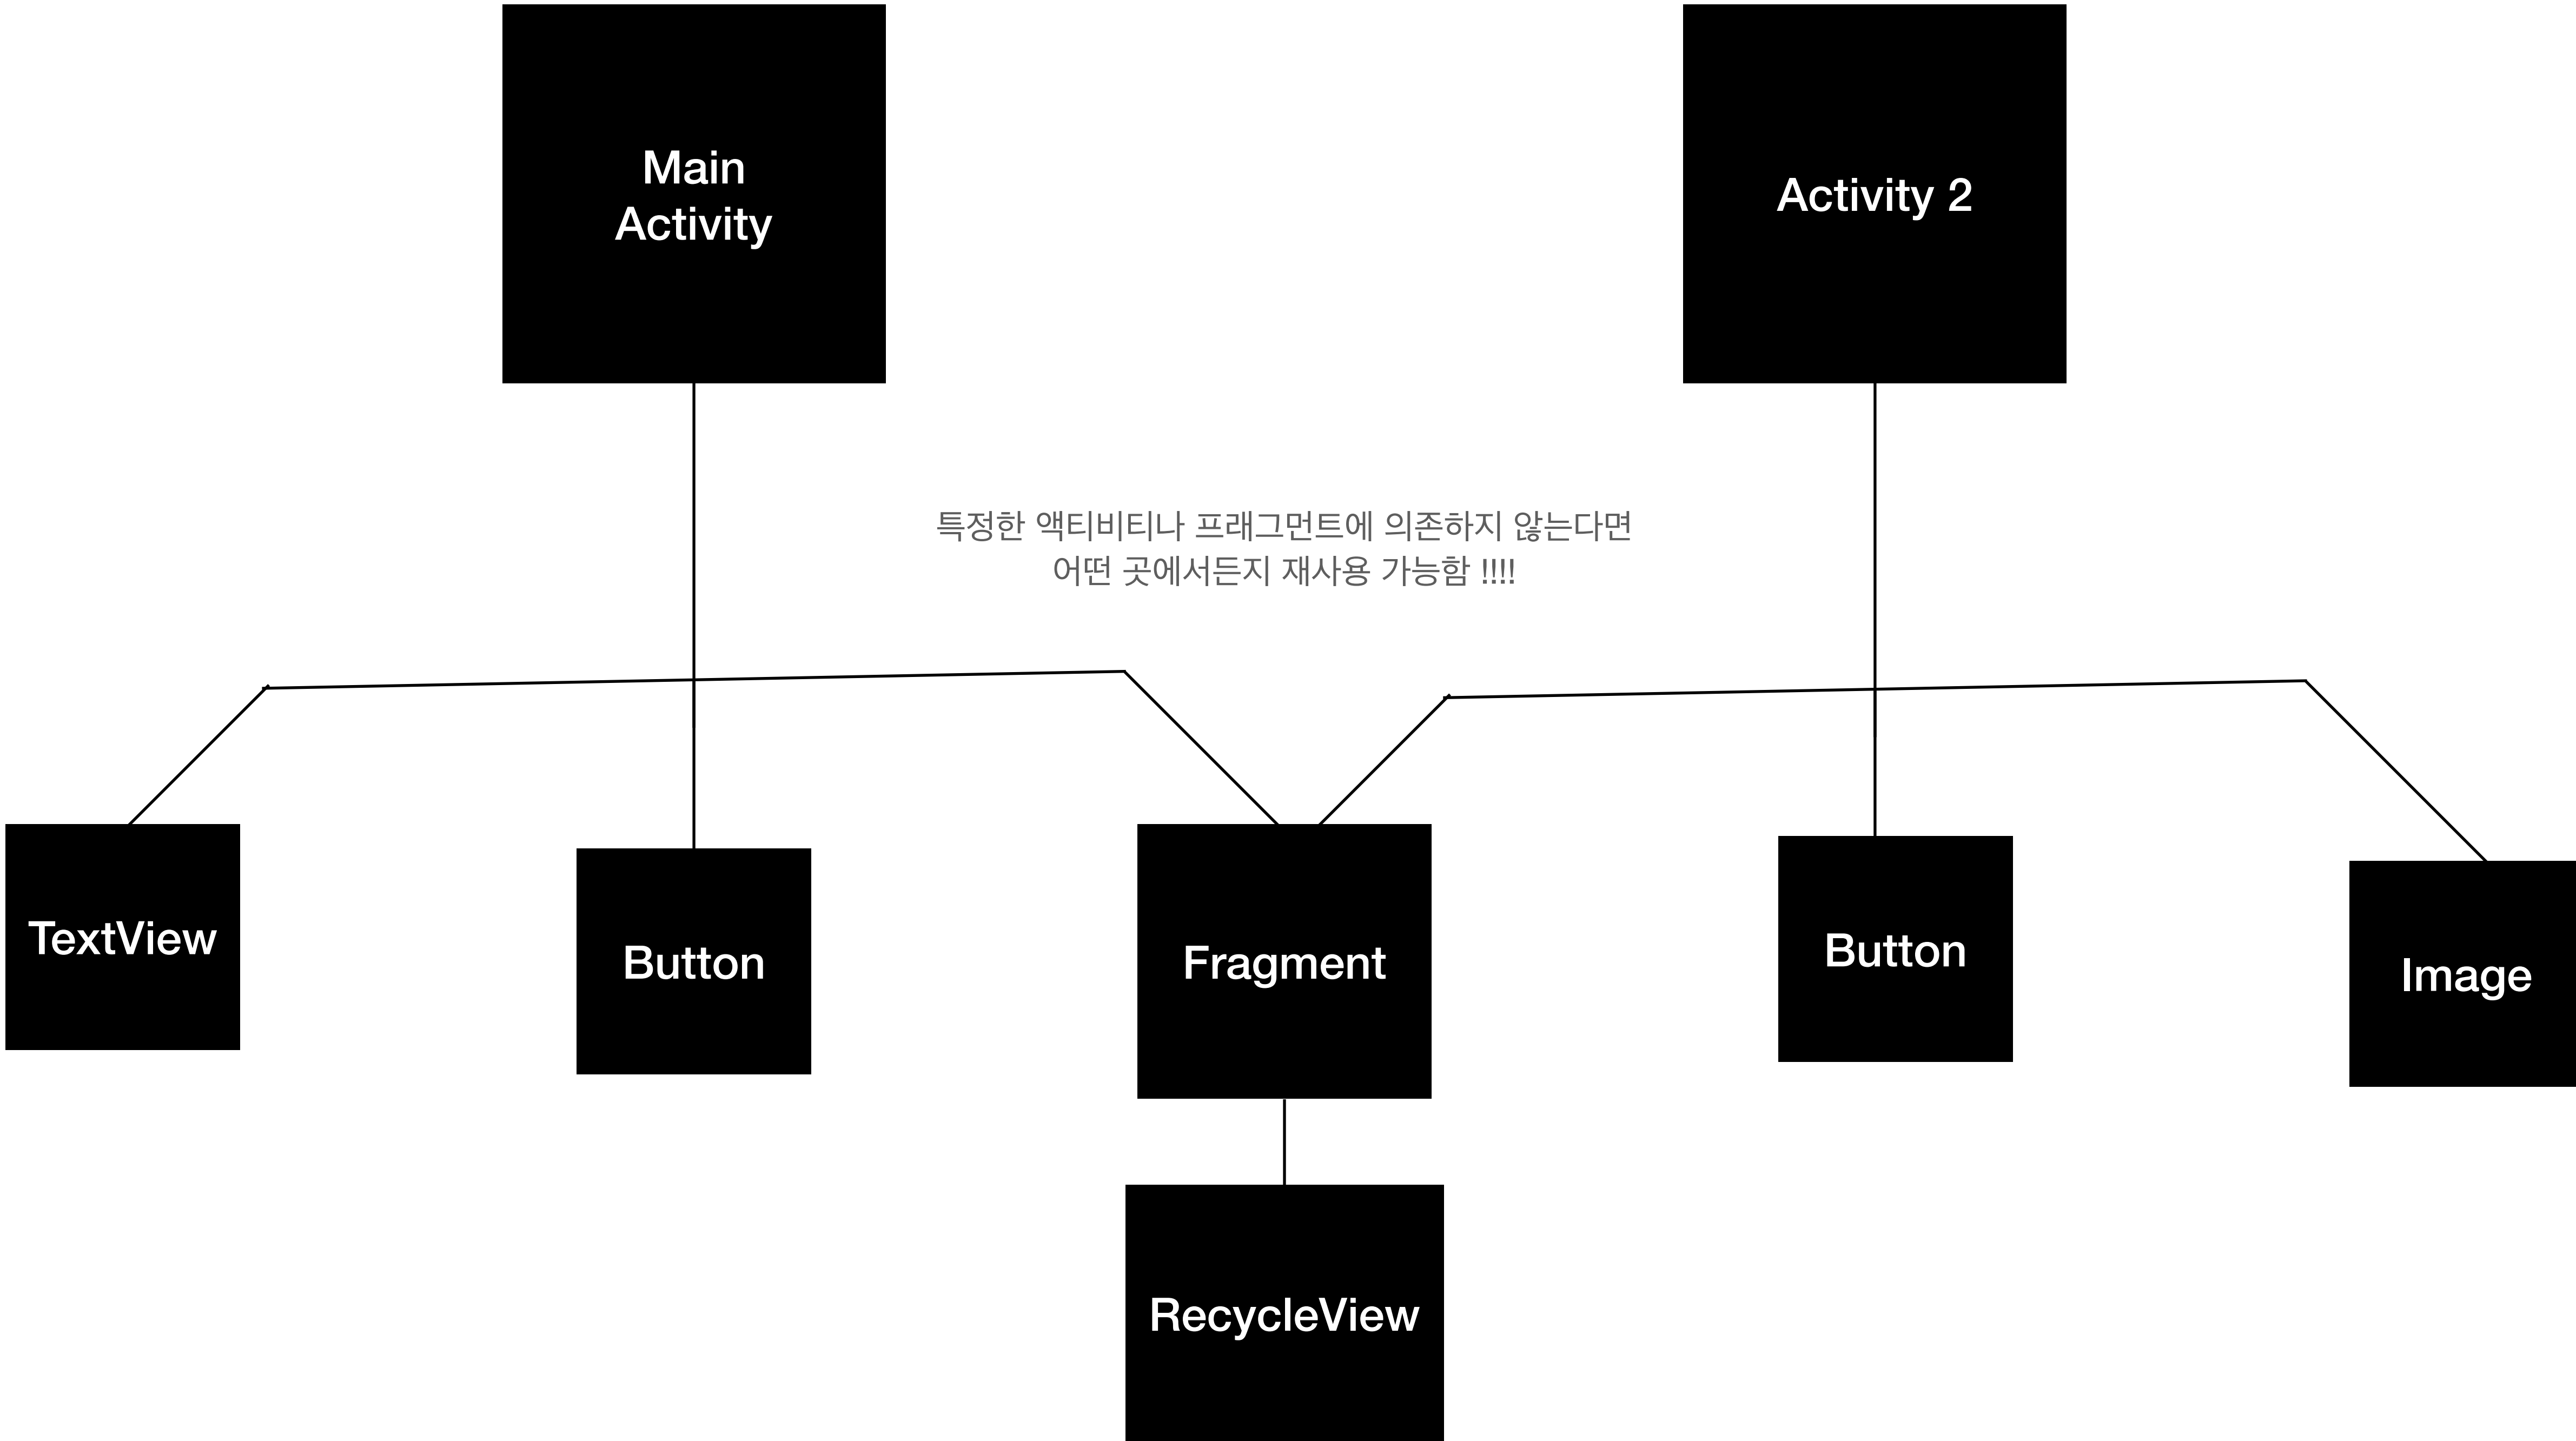 Main
Activity
Activity 2
특정한 액티비티나 프래그먼트에 의존하지 않는다면
어떤 곳에서든지 재사용 가능함 !!!!
TextView
Button
Fragment
Button
Image
RecycleView